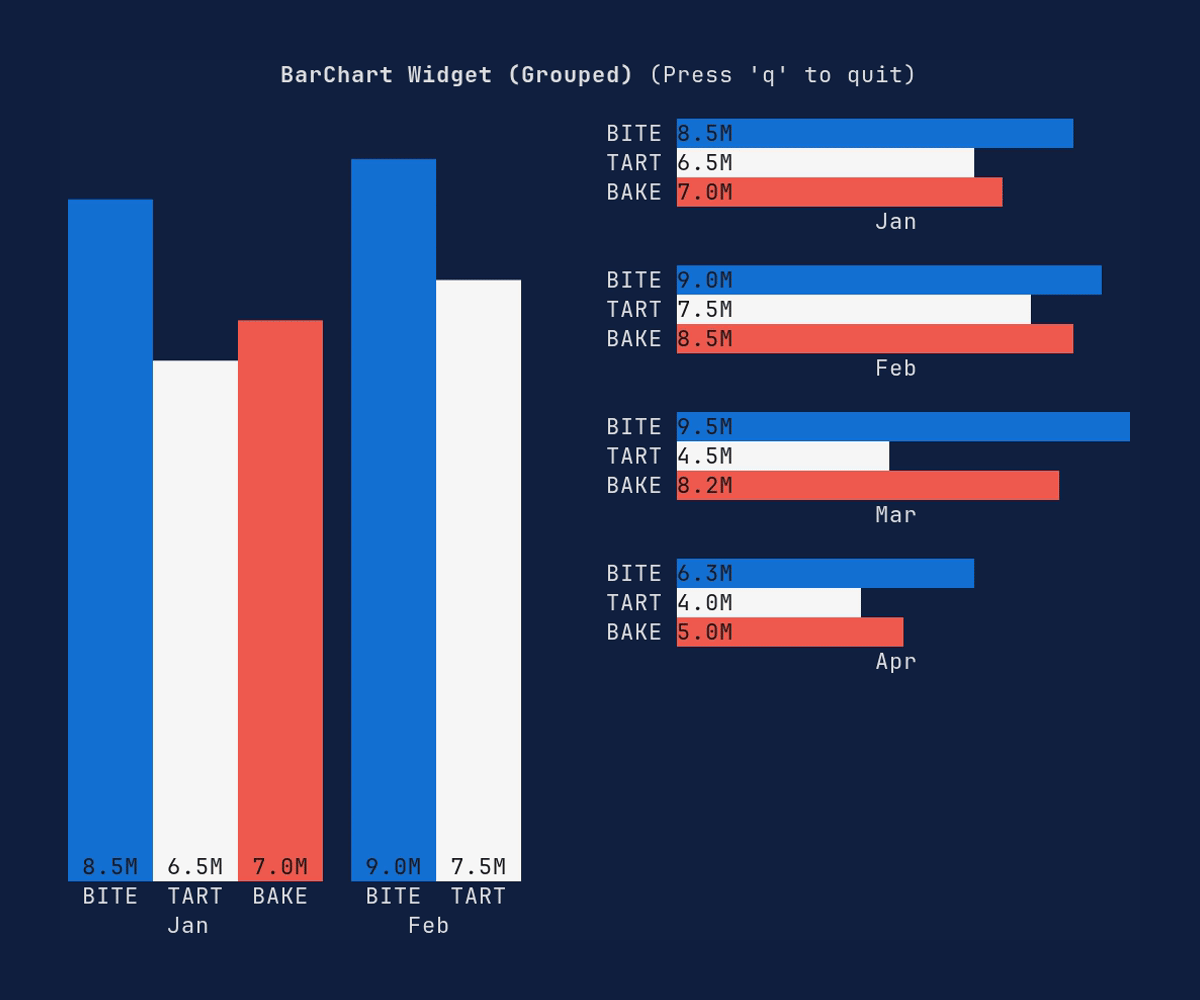 BarChart Widget (Grouped) (Press 'q' to quit)
8.5M 6.5M 7.0M 9.0M 7.5M
BITE TART BAKE BITE TART
Jan Feb
BITE 8.5M
TART 6.5M
BAKE 7.0M
Jan
BITE 9.0M
TART 7.5M
BAKE 8.5M
Feb
BITE 9.5M
TART 4.5M
BAKE 8.2M
Mar
BITE 6.3M
TART 4.0M
BAKE 5.0M
Apr